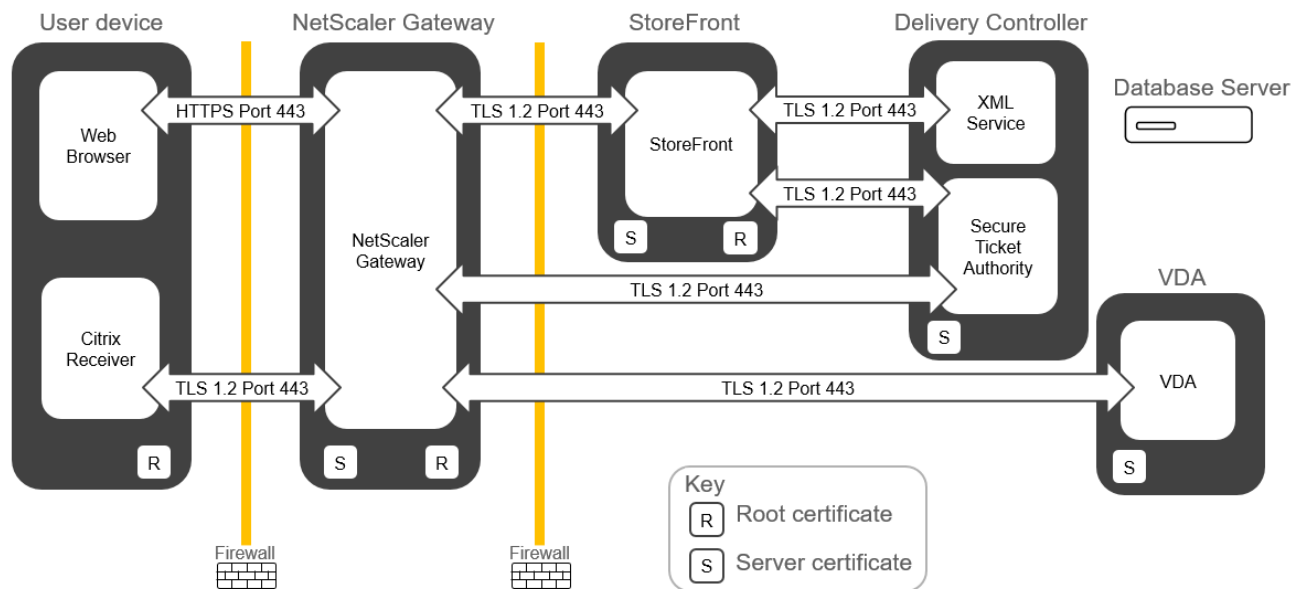 User device
NetScaler Gateway
StoreFront
Delivery Controller
Database Server
Web
Browser
HTTPS Port 443
TLS 1.2 Port 443
StoreFront
TLS 1.2 Port 443
XML
Service
TLS 1.2 Port 443
Secure
Ticket
Authority
S
R
NetScaler
Gateway
TLS 1.2 Port 443
S
VDA
Citrix
Receiver
TLS 1.2 Port 443
TLS 1.2 Port 443
VDA
R
S
R
S
Key
R
Root certificate
S
Server certificate
Firewall
Firewall